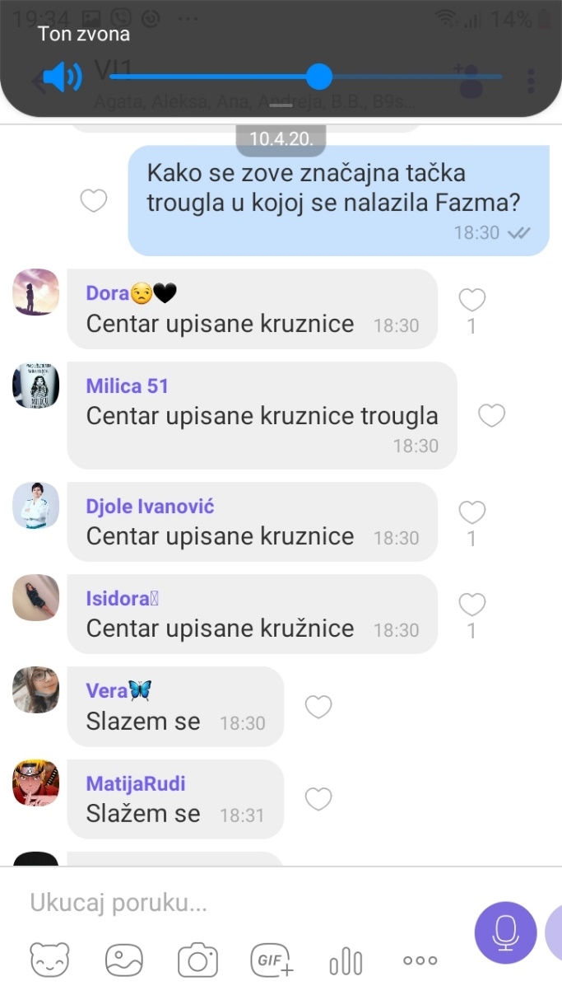 19:34
14%
Ton zvona
VI1
Agata, Aleksa, Ana, Andreja, B.B., B9s...
10.4.20.
Kako se zove značajna tačka
trougla u kojoj se nalazila Fazma?
18:30
Dora😒🖤
Centar upisane kruznice 18:30
1
Milica 51
Centar upisane kruznice trougla
18:30
Djole Ivanović
Centar upisane kruznice 18:30
1
Isidora
Centar upisane kružnice 18:30
1
Vera🦋
Slazem se 18:30
MatijaRudi
Slažem se 18:31
Ukucaj poruku...
GIF